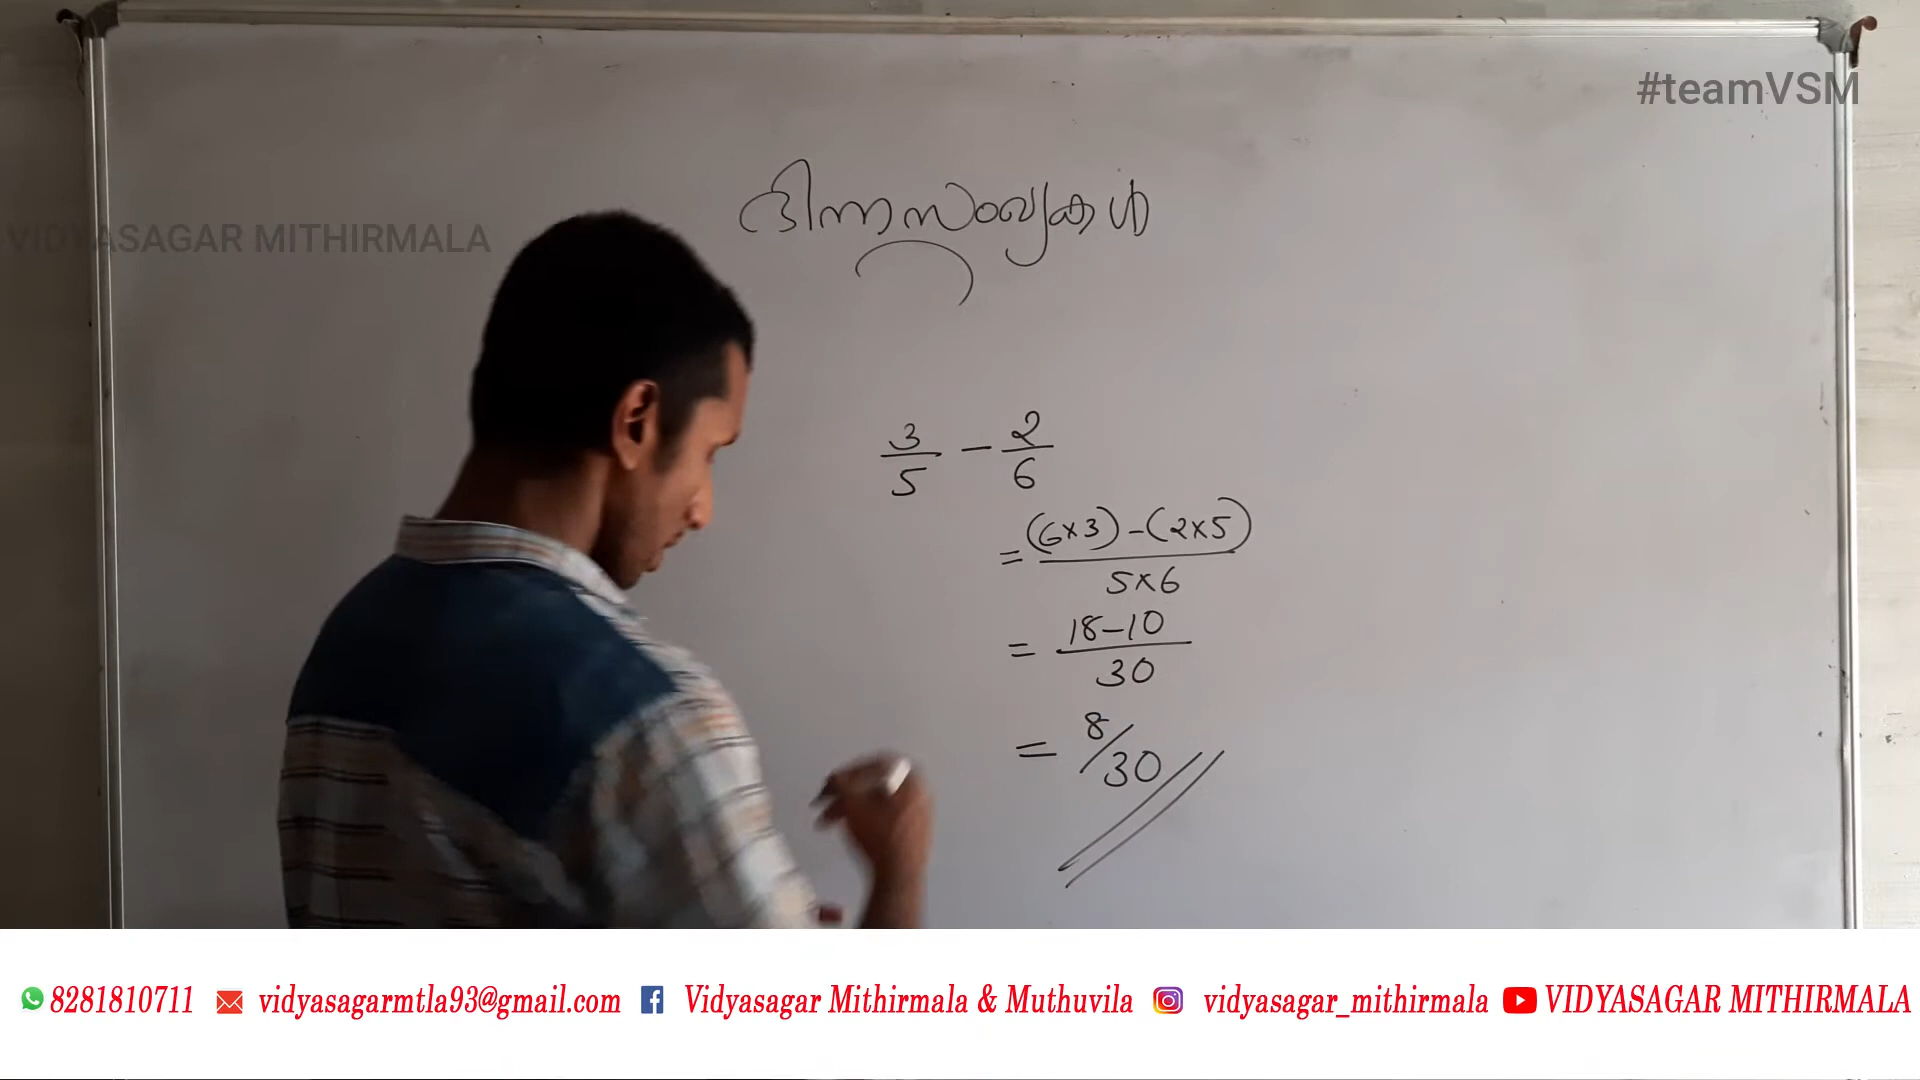 #teamVSM
VIDYASAGAR MITHIRMALA
ഭിന്നസംഖ്യകൾ
3/5 - 2/6
= (6×3) - (2×5) / 5×6
= 18-10 / 30
= 8/30
8281810711 vidyasagarmtla93@gmail.com Vidyasagar Mithirmala & Muthuvila vidyasagar_mithirmala VIDYASAGAR MITHIRMALA